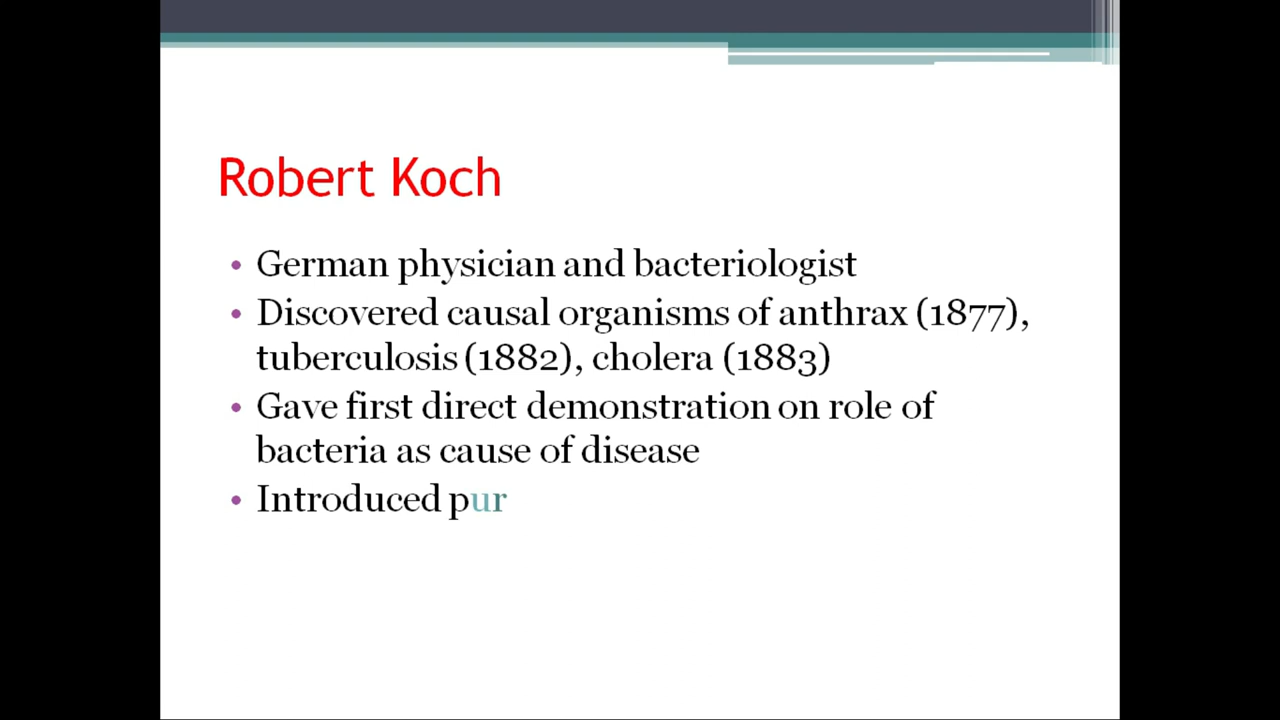 Robert Koch
• German physician and bacteriologist
• Discovered causal organisms of anthrax (1877),
tuberculosis (1882), cholera (1883)
• Gave first direct demonstration on role of
bacteria as cause of disease
• Introduced pur